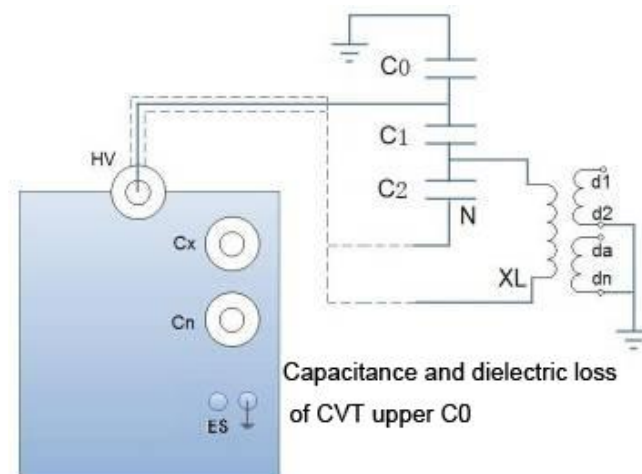 C0
C1
HV
d1
C2
d2
N
Cx
da
XL
dn
Cn
Capacitance and dielectric loss
of CVT upper C0
ES